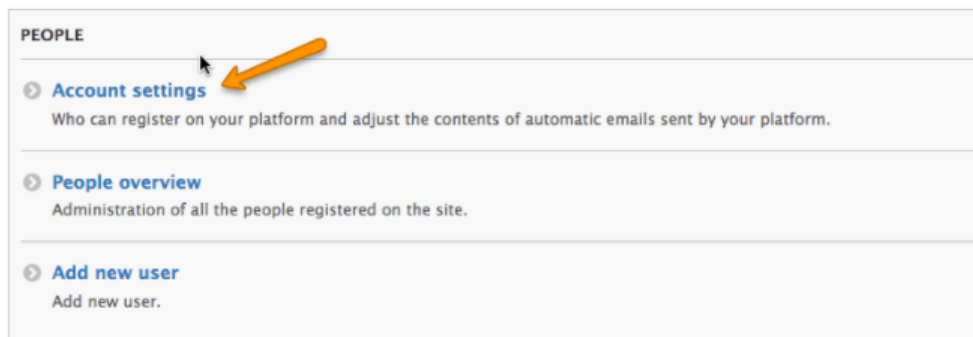 PEOPLE
Account settings
Who can register on your platform and adjust the contents of automatic emails sent by your platform.
People overview
Administration of all the people registered on the site.
Add new user
Add new user.